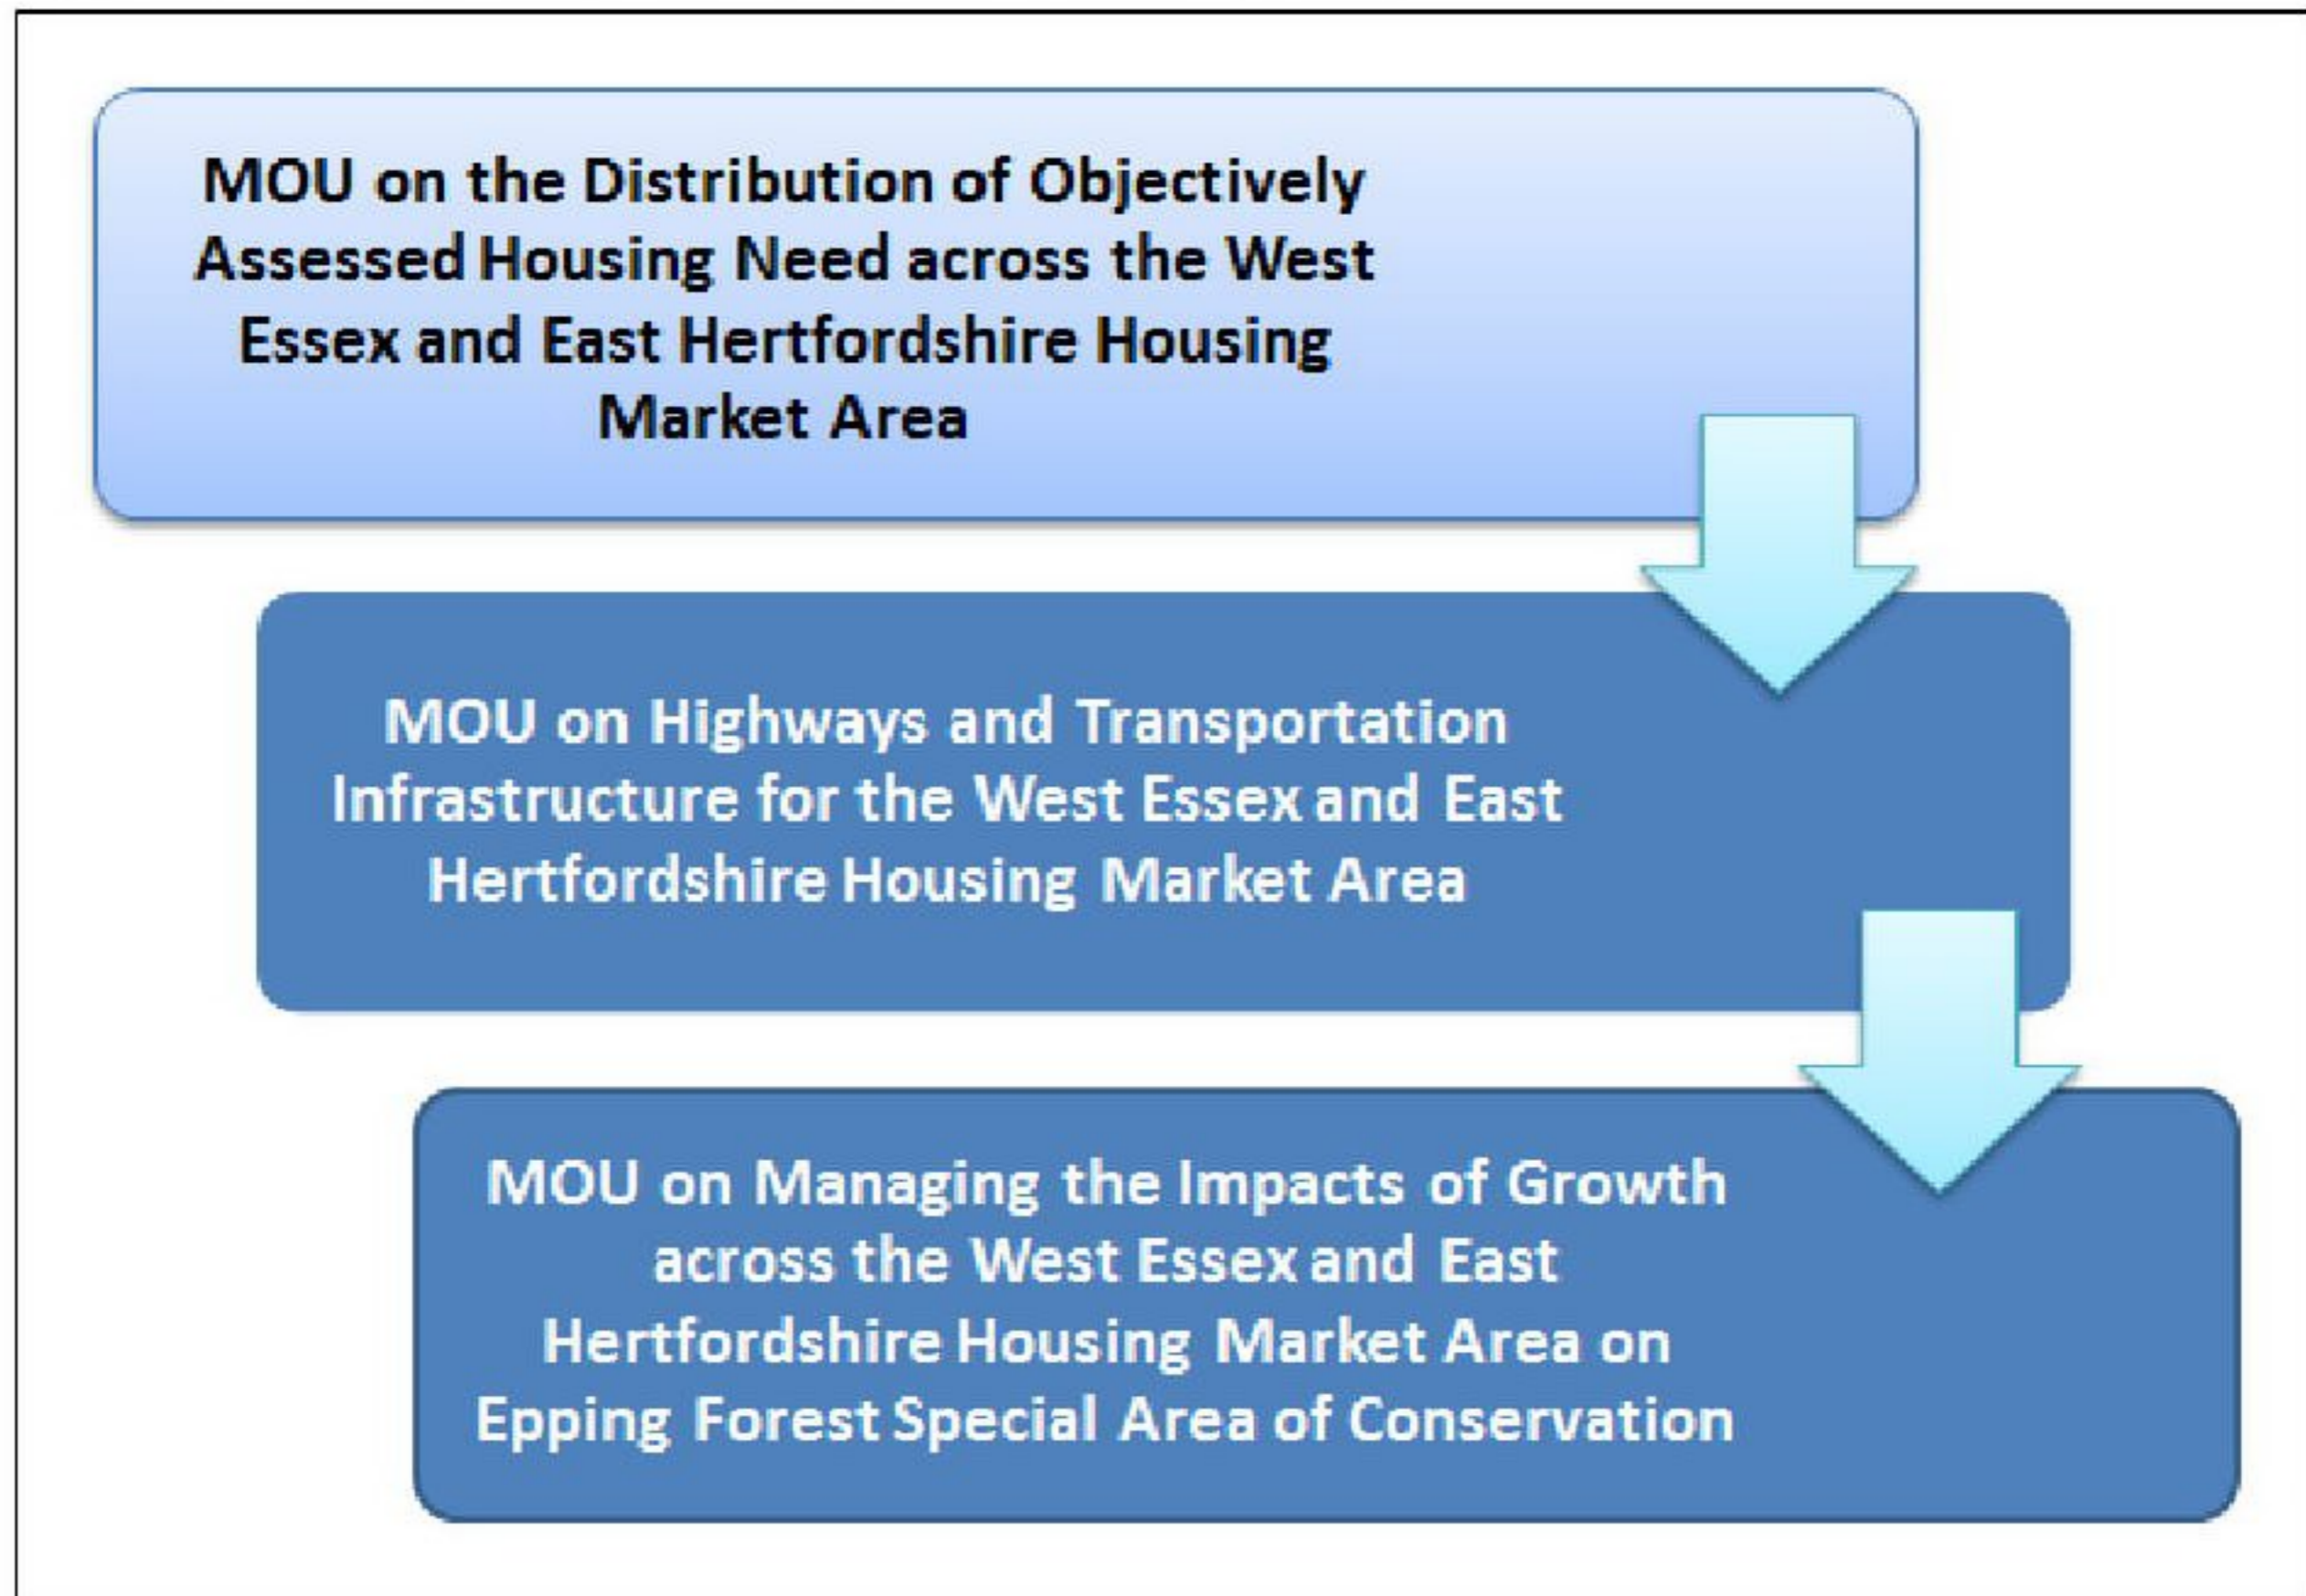 MOU on the Distribution of Objectively
Assessed Housing Need across the West
Essex and East Hertfordshire Housing
Market Area
MOU on Highways and Transportation
Infrastructure for the West Essex and East
Hertfordshire Housing Market Area
MOU on Managing the Impacts of Growth
across the West Essex and East
Hertfordshire Housing Market Area on
Epping Forest Special Area of Conservation